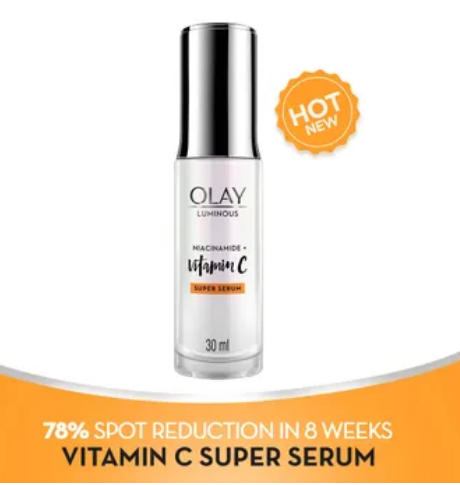 HOT
NEW
OLAY
LUMINOUS
NIACINAMIDE +
vitamin C
SUPER SERUM
30 ml
78% SPOT REDUCTION IN 8 WEEKS
VITAMIN C SUPER SERUM